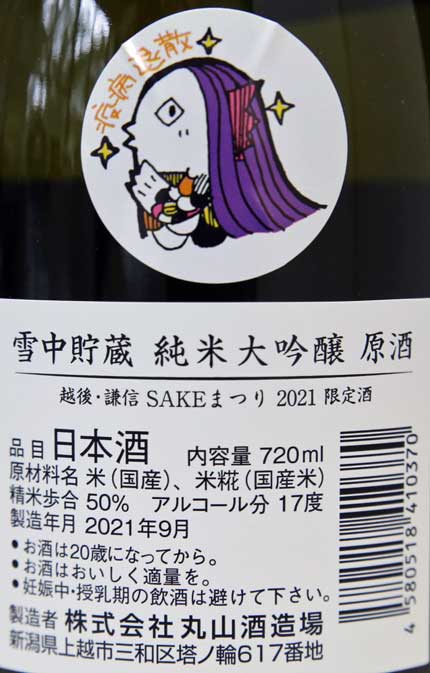 疫病退散
雪中貯蔵 純米大吟醸 原酒
越後・謙信 SAKEまつり 2021 限定酒
品目 日本酒 内容量 720ml
原材料名 米(国産)、米糀(国産米)
精米歩合 50% アルコール分 17度
製造年月 2021年9月
●お酒は20歳になってから。
●お酒はおいしく適量を。
●妊娠中・授乳期の飲酒は避けて下さい。
製造者 株式会社 丸山酒造場
新潟県上越市三和区塔ノ輪617番地
4 580518 410370